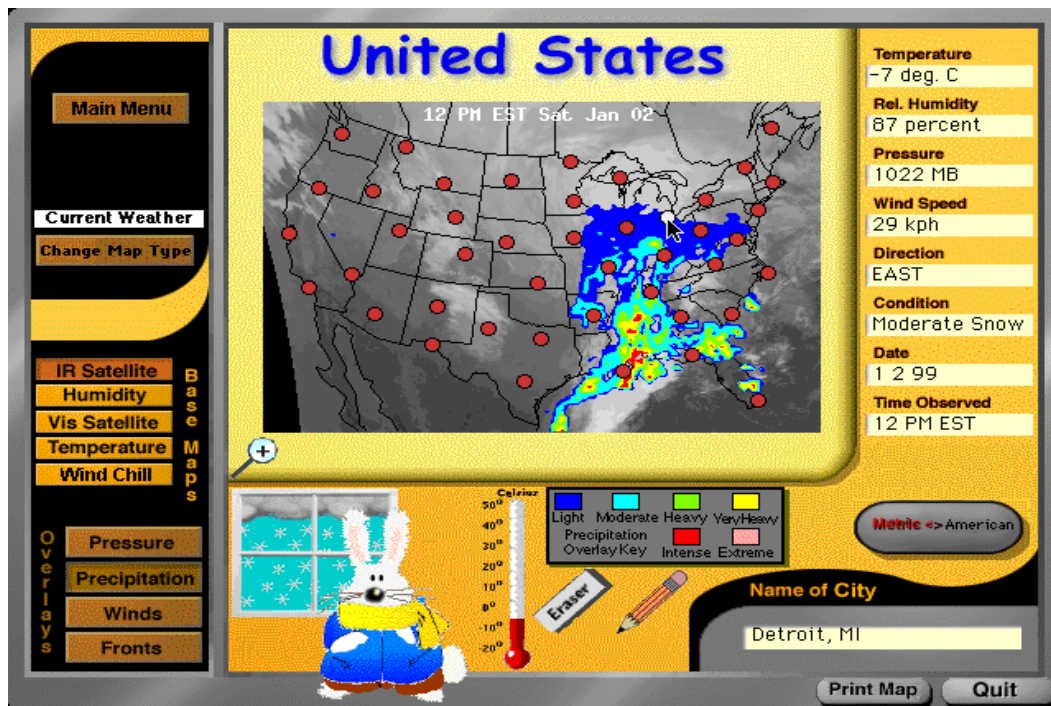 United States
12 PM EST Sat Jan 02
Main Menu
Current Weather
Change Map Type
IR Satellite
Humidity
Vis Satellite
Temperature
Wind Chill
Base Maps
Overlays
Pressure
Precipitation
Winds
Fronts
Temperature
-7 deg. C
Rel. Humidity
87 percent
Pressure
1022 MB
Wind Speed
29 kph
Direction
EAST
Condition
Moderate Snow
Date
1 2 99
Time Observed
12 PM EST
Celsius
50°
40°
30°
20°
10°
0°
-10°
-20°
Light Moderate Heavy VeryHeavy
Precipitation
Overlay Key
Intense Extreme
Eraser
Metric <> American
Name of City
Detroit, MI
Print Map
Quit